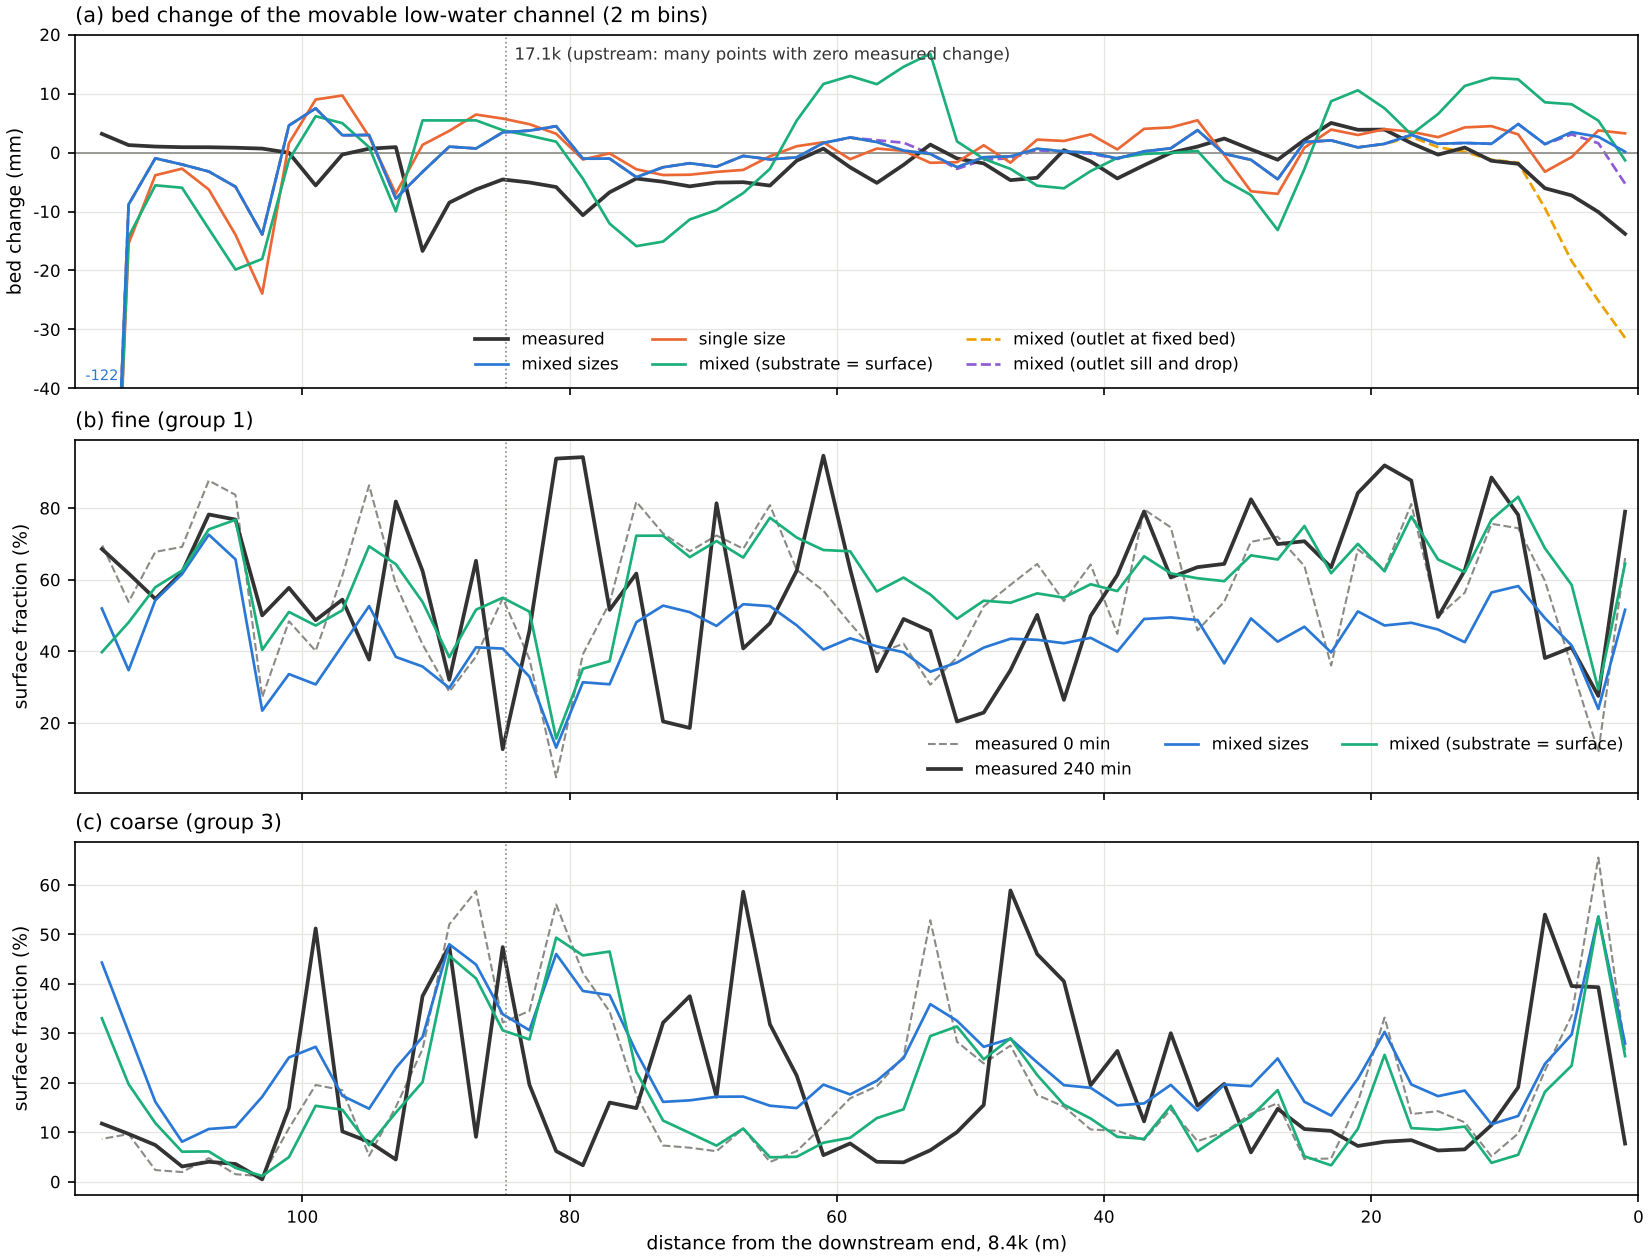 (a) bed change of the movable low-water channel (2 m bins)
20
10
0
-10
-20
-30
-40
bed change (mm)
17.1k (upstream: many points with zero measured change)
-122
measured
single size
mixed (outlet at fixed bed)
mixed sizes
mixed (substrate = surface)
mixed (outlet sill and drop)
(b) fine (group 1)
80
60
40
20
surface fraction (%)
measured 0 min
mixed sizes
mixed (substrate = surface)
measured 240 min
(c) coarse (group 3)
60
50
40
30
20
10
0
surface fraction (%)
100
80
60
40
20
0
distance from the downstream end, 8.4k (m)